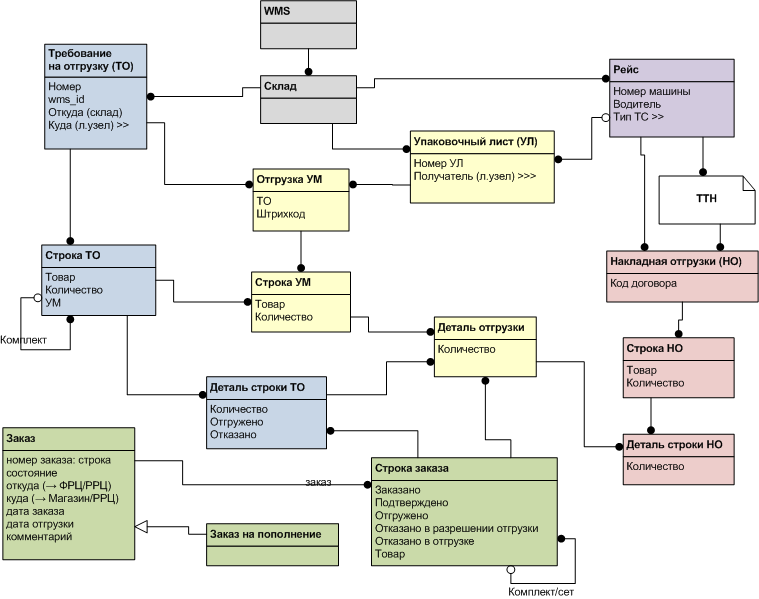 WMS
Требование
на отгрузку (ТО)
Номер
wms_id
Откуда (склад)
Куда (л.узел) >>
Склад
Рейс
Номер машины
Водитель
Тип ТС >>
Упаковочный лист (УЛ)
Номер УЛ
Получатель (л.узел) >>>
Отгрузка УМ
ТО
Штрихкод
ТТН
Строка ТО
Товар
Количество
УМ
Комплект
Строка УМ
Товар
Количество
Накладная отгрузки (НО)
Код договора
Деталь отгрузки
Количество
Строка НО
Товар
Количество
Деталь строки ТО
Количество
Отгружено
Отказано
Деталь строки НО
Количество
Заказ
номер заказа: строка
состояние
откуда (→ ФРЦ/РРЦ)
куда (→ Магазин/РРЦ)
дата заказа
дата отгрузки
комментарий
заказ
Заказ на пополнение
Строка заказа
Заказано
Подтверждено
Отгружено
Отказано в разрешении отгрузки
Отказано в отгрузке
Товар
Комплект/сет